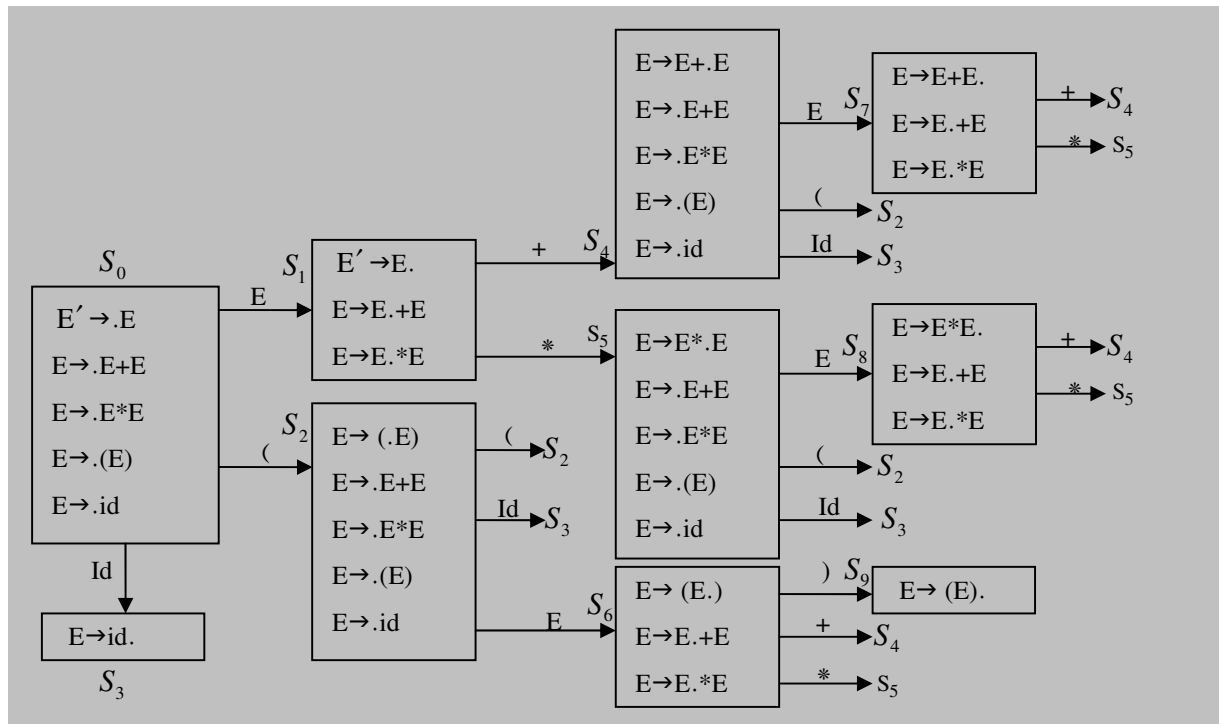 S0
E′ →.E
E→.E+E
E→.E*E
E→.(E)
E→.id
E
(
Id
E→id.
S3
S1
E′ →E.
E→E.+E
E→E.*E
+
*
S2
E→ (.E)
E→.E+E
E→.E*E
E→.(E)
E→.id
(
S2
Id
S3
E
S4
E→E+.E
E→.E+E
E→.E*E
E→.(E)
E→.id
E
(
S2
Id
S3
S7
E→E+E.
E→E.+E
E→E.*E
+
S4
*
S5
S5
E→E*.E
E→.E+E
E→.E*E
E→.(E)
E→.id
E
(
S2
Id
S3
S8
E→E*E.
E→E.+E
E→E.*E
+
S4
*
S5
S6
E→ (E.)
E→E.+E
E→E.*E
)
+
S4
*
S5
S9
E→ (E).